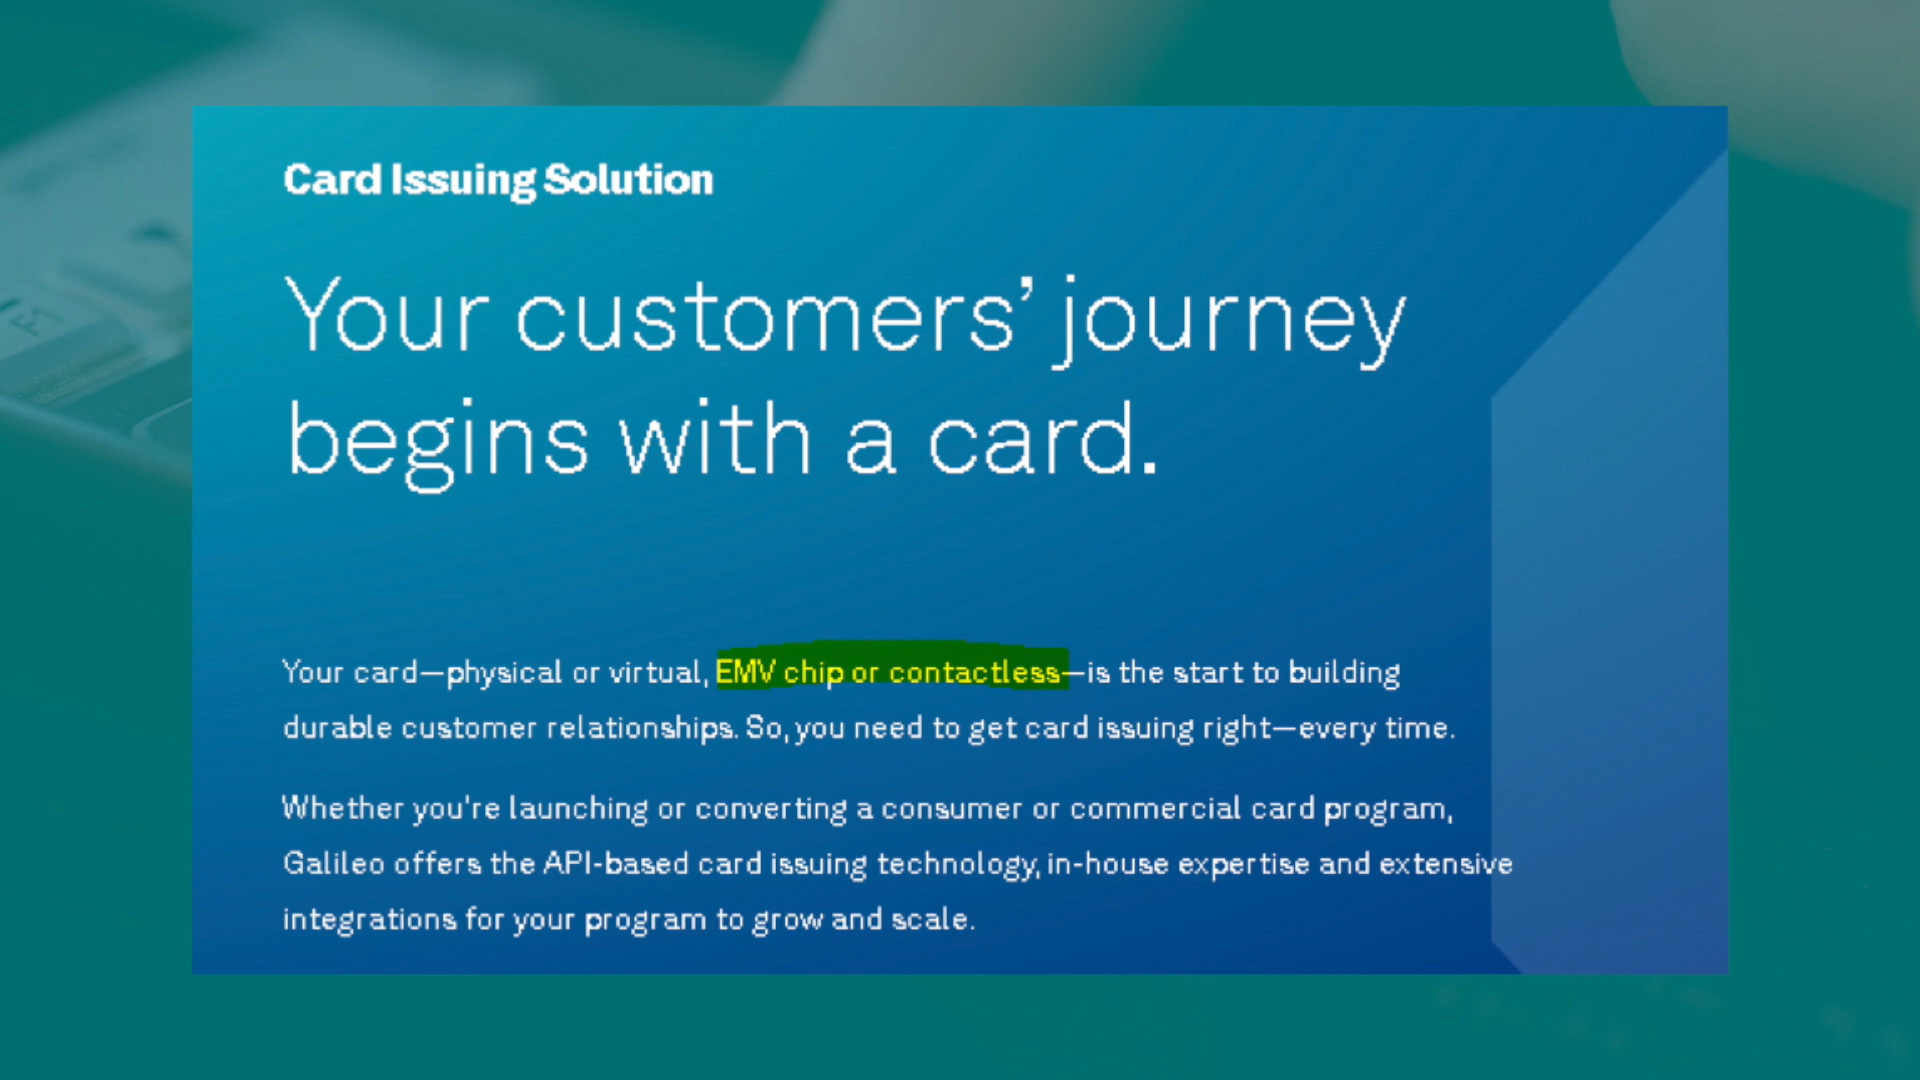 Card Issuing Solution
Your customers’ journey
begins with a card.
Your card—physical or virtual, EMV chip or contactless—is the start to building
durable customer relationships. So, you need to get card issuing right—every time.
Whether you're launching or converting a consumer or commercial card program,
Galileo offers the API-based card issuing technology, in-house expertise and extensive
integrations for your program to grow and scale.
F1